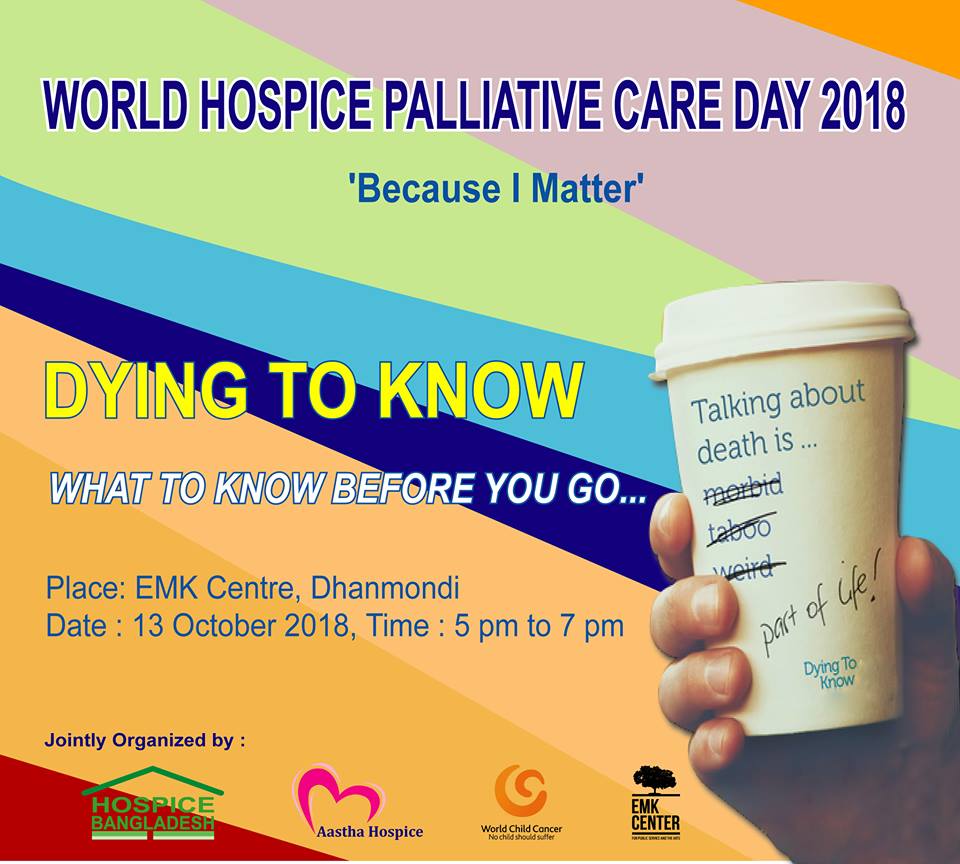 WORLD HOSPICE PALLIATIVE CARE DAY 2018
'Because I Matter'
DYING TO KNOW
WHAT TO KNOW BEFORE YOU GO...
Place: EMK Centre, Dhanmondi
Date : 13 October 2018, Time : 5 pm to 7 pm
Talking about
death is ...
morbid
taboo
weird
part of life!
Dying To
Know
Jointly Organized by :
HOSPICE
BANGLADESH
Aastha Hospice
World Child Cancer
No child should suffer
EMK
CENTER
FOR PUBLIC SERVICE AND THE ARTS